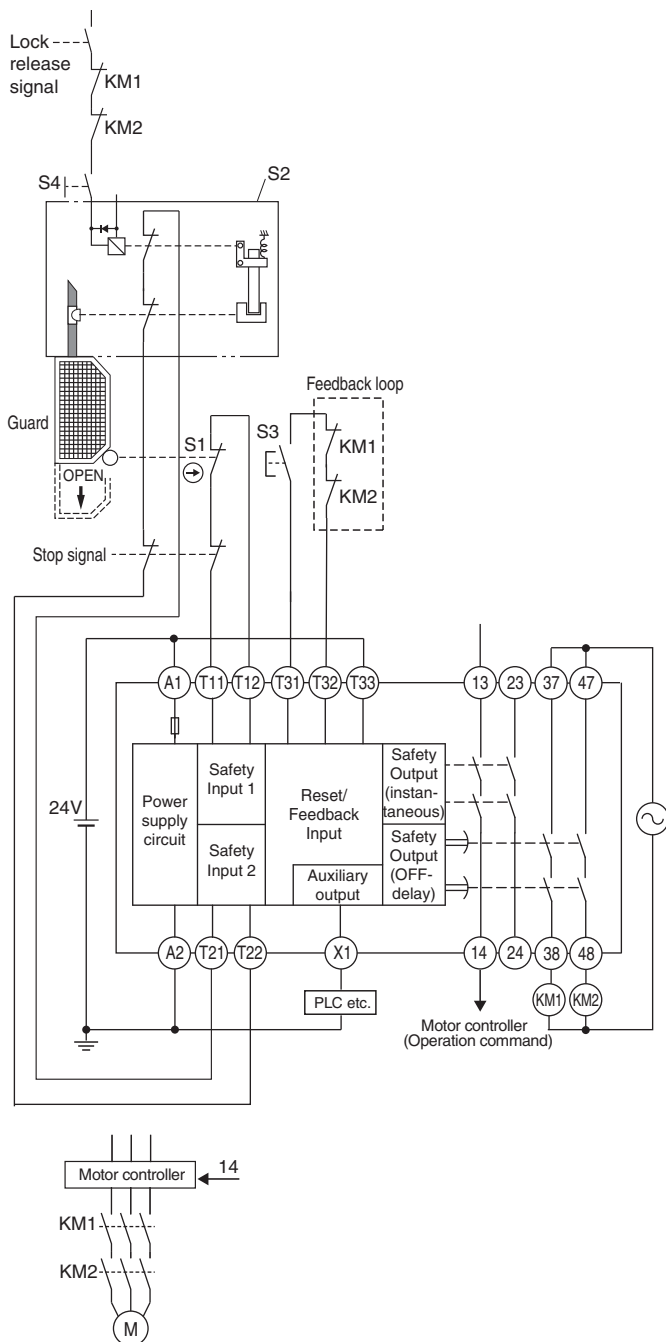 Lock
release
signal
KM1
KM2
S4
S2
Guard
OPEN
Feedback loop
S1
S3
KM1
KM2
Stop signal
A1
T11
T12
T31
T32
T33
13
23
37
47
24V
Power
supply
circuit
Safety
Input 1
Safety
Input 2
Reset/
Feedback
Input
Auxiliary
output
Safety
Output
(instan-
taneous)
Safety
Output
(OFF-
delay)
A2
T21
T22
X1
14
24
38
48
PLC etc.
KM1
KM2
Motor controller
(Operation command)
Motor controller
14
KM1
KM2
M